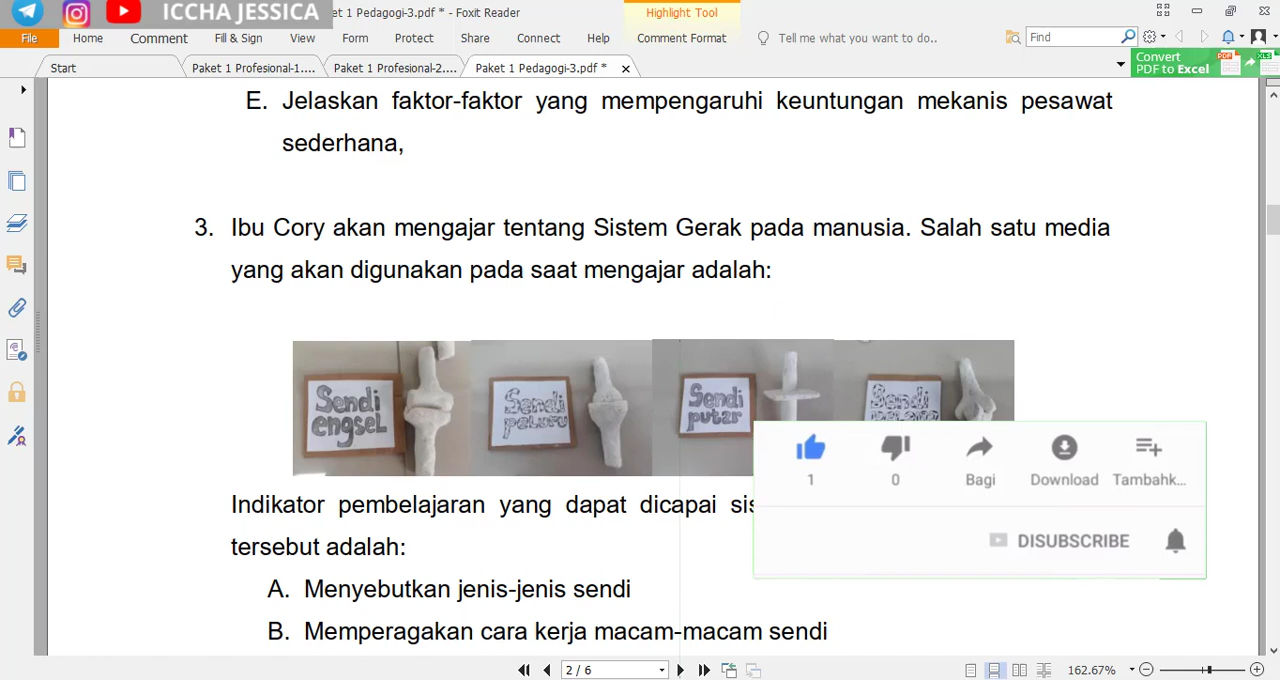 ICCHA JESSICA
et 1 Pedagogi-3.pdf * - Foxit Reader
Highlight Tool
File
Home
Comment
Fill & Sign
View
Form
Protect
Share
Connect
Help
Comment Format
Tell me what you want to do..
Find
Start
Paket 1 Profesional-1....
Paket 1 Profesional-2....
Paket 1 Pedagogi-3.pdf *
Convert
PDF to Excel
E. Jelaskan faktor-faktor yang mempengaruhi keuntungan mekanis pesawat
sederhana,
3. Ibu Cory akan mengajar tentang Sistem Gerak pada manusia. Salah satu media
yang akan digunakan pada saat mengajar adalah:
Sendi
engsel
Sendi
peluru
Sendi
putar
Sendi
1
0
Bagi
Download
Tambahk...
DISUBSCRIBE
Indikator pembelajaran yang dapat dicapai sis
tersebut adalah:
A. Menyebutkan jenis-jenis sendi
B. Memperagakan cara kerja macam-macam sendi
2 / 6
162.67%